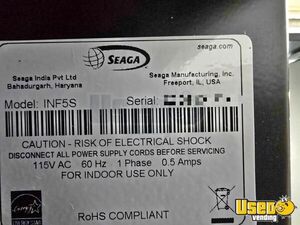 SEAGA
seaga.com
Seaga India Pvt Ltd
Bahadurgarh, Haryana
Seaga Manufacturing, Inc.
Freeport, IL, USA
Model: INF5S
Serial:
CAUTION - RISK OF ELECTRICAL SHOCK
DISCONNECT ALL POWER SUPPLY CORDS BEFORE SERVICING
115V AC 60 Hz 1 Phase 0.5 Amps
FOR INDOOR USE ONLY
RoHS COMPLIANT
Used
vending